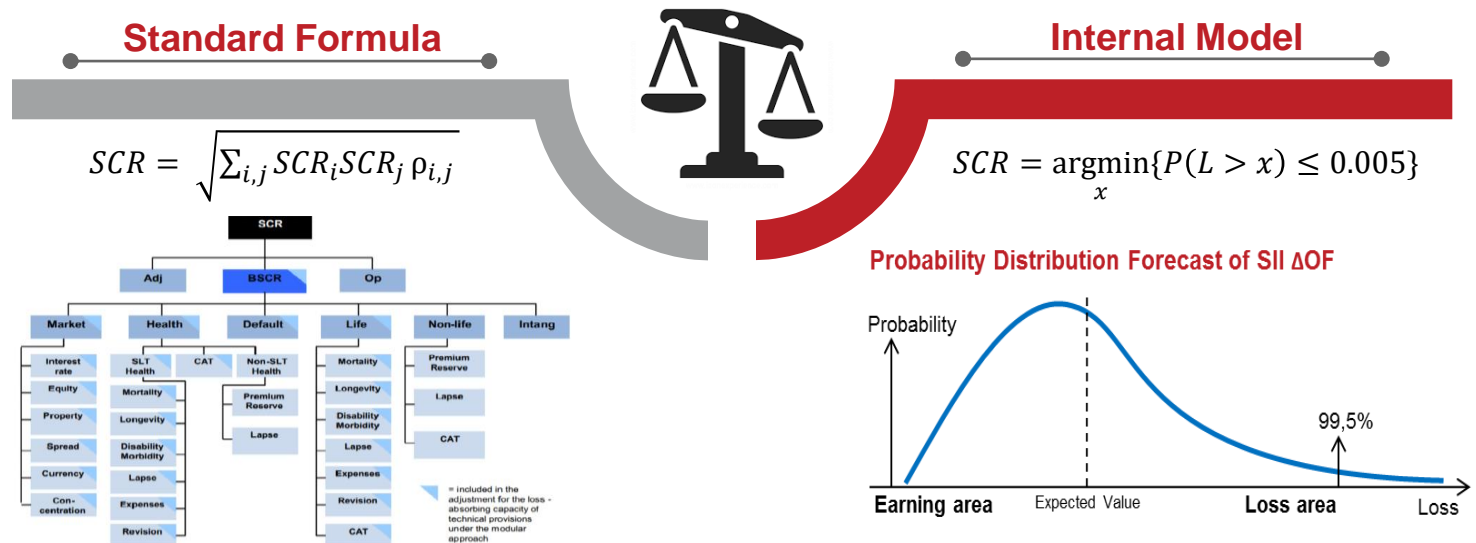 Standard Formula
SCR = √∑i,j SCRiSCRj ρi,j
SCR
Adj
BSCR
Op
Market
Health
Default
Life
Non-life
Intang
Interest
rate
Equity
Property
Spread
Currency
Con-
centration
SLT
Health
Mortality
Longevity
Disability
Morbidity
Lapse
Expenses
Revision
CAT
Non-SLT
Health
Premium
Reserve
Lapse
Mortality
Longevity
Disability
Morbidity
Lapse
Expenses
Revision
CAT
Premium
Reserve
Lapse
CAT
= included in the
adjustment for the loss -
absorbing capacity of
technical provisions
under the modular
approach
Internal Model
SCR = argmin{P(L > x) ≤ 0.005}
x
Probability Distribution Forecast of SII ΔOF
Probability
99,5%
Earning area
Expected Value
Loss area
Loss